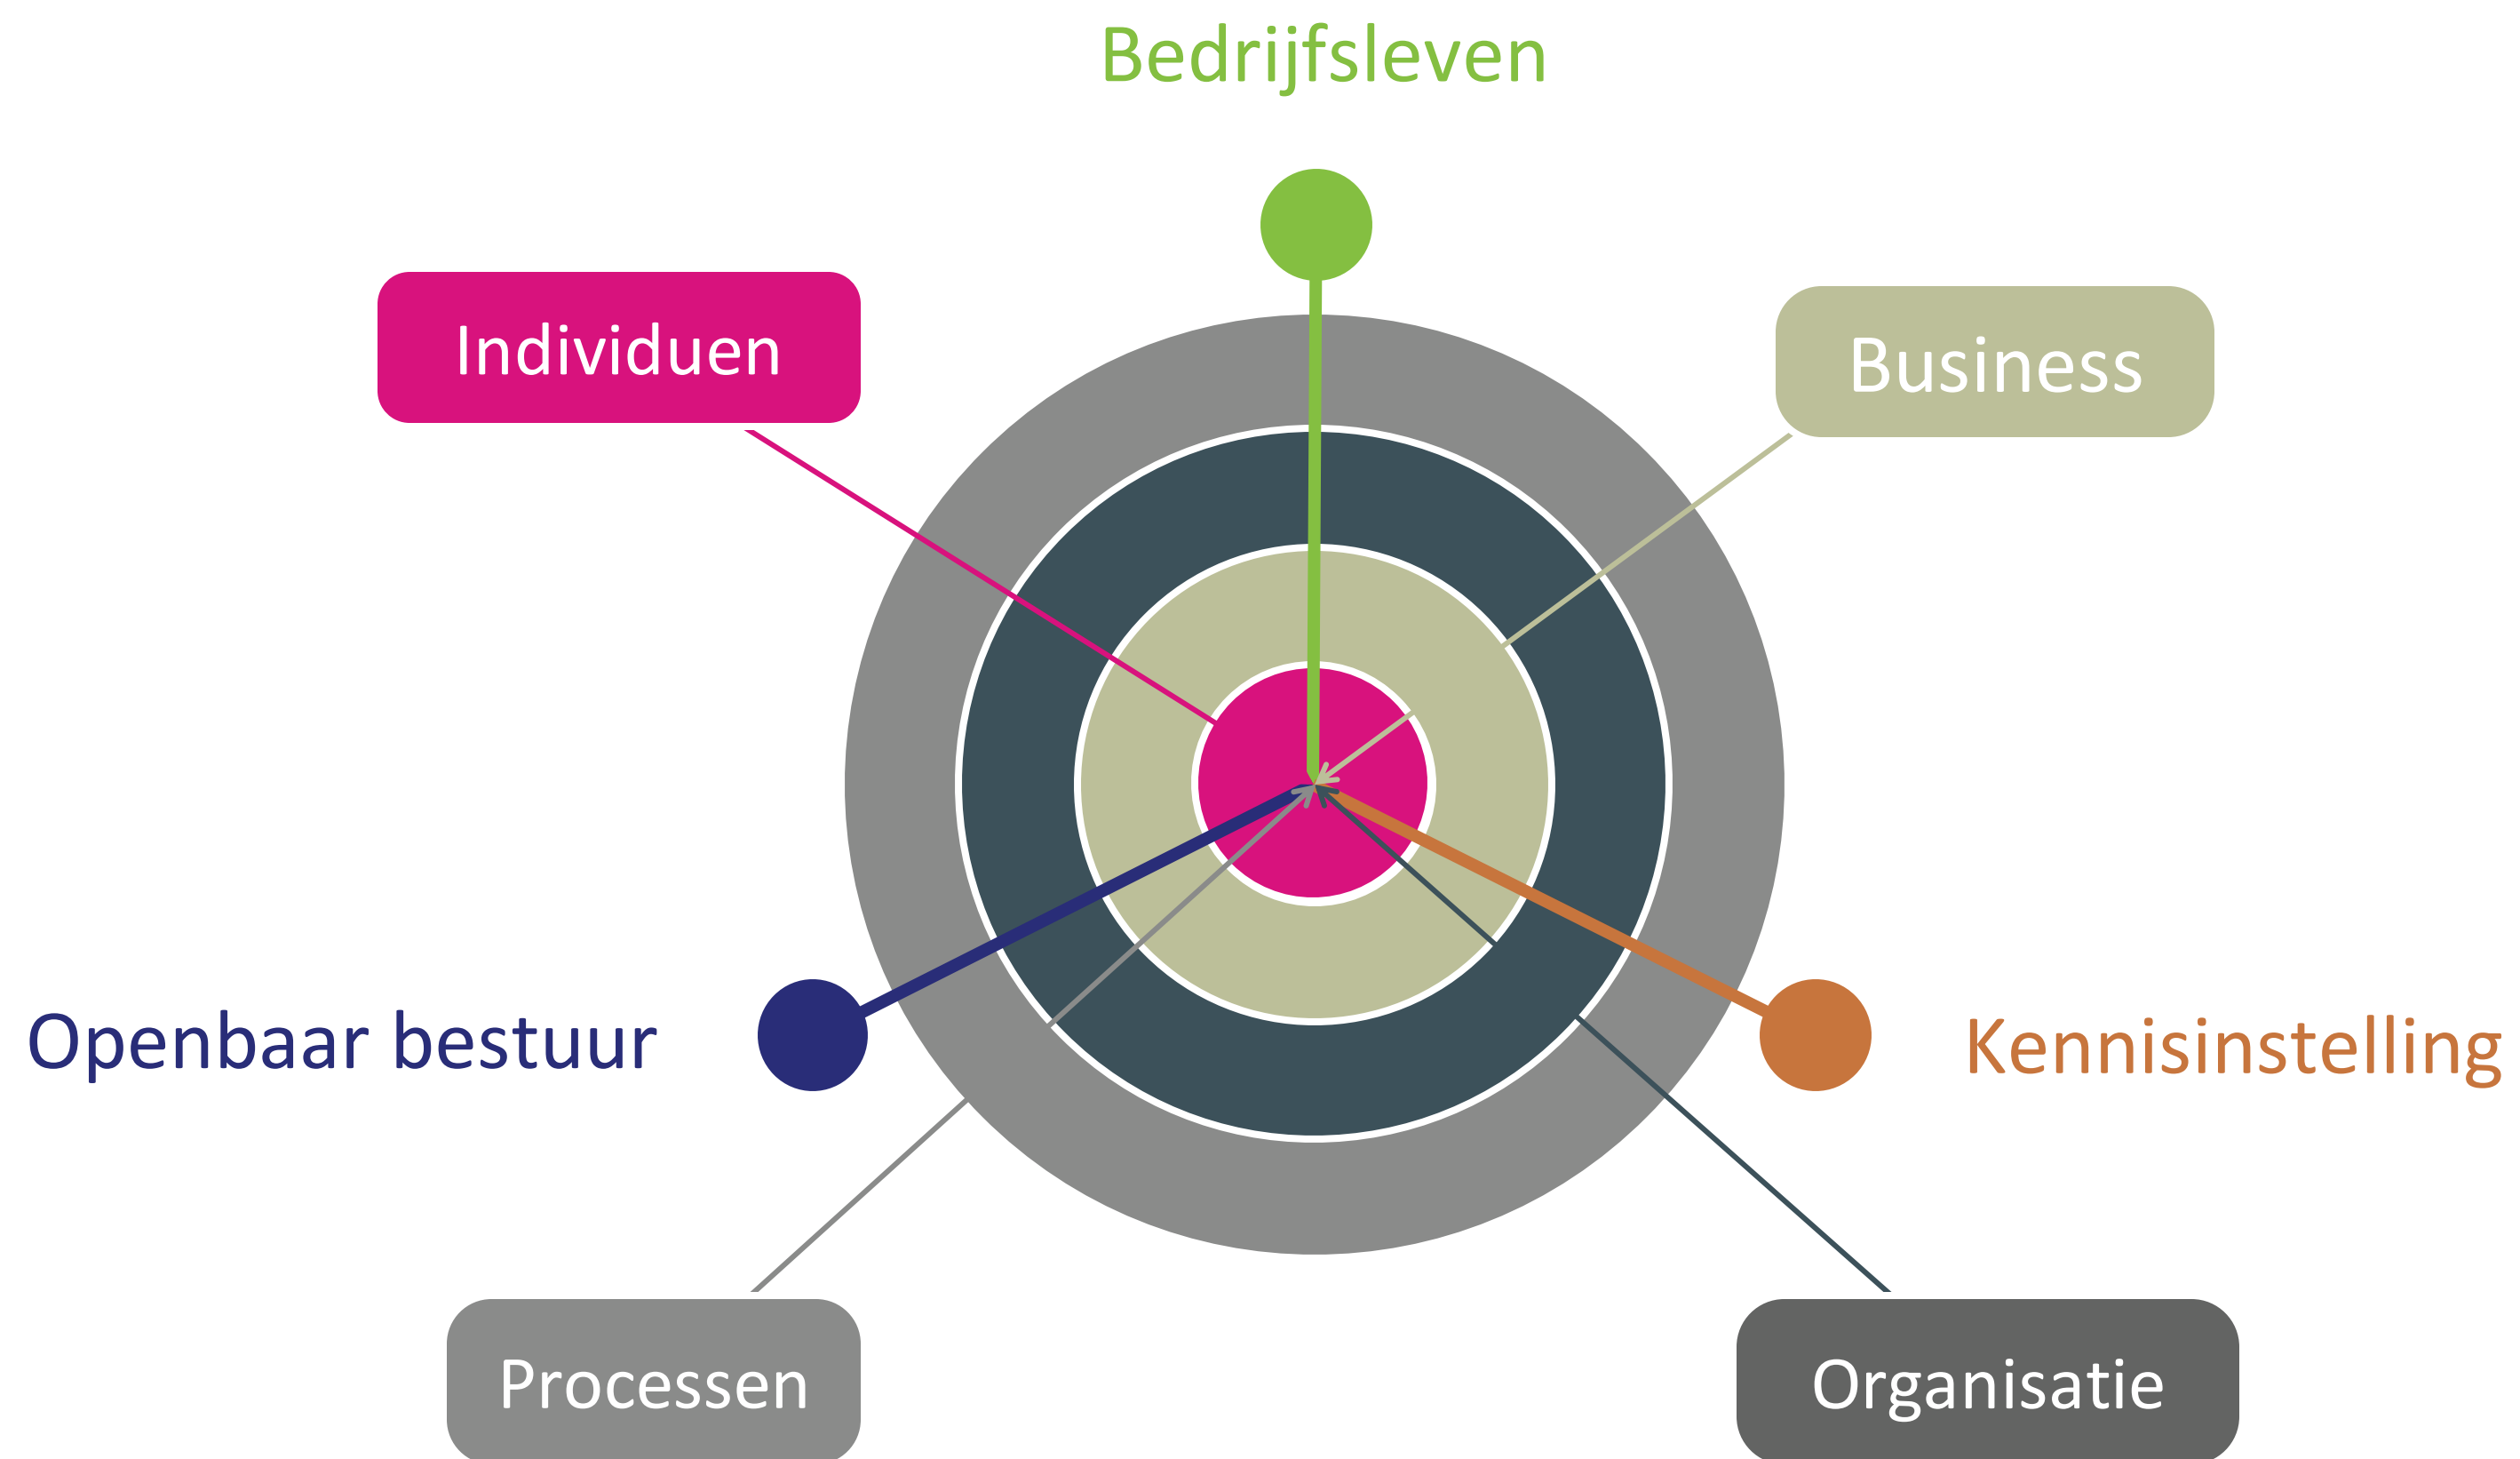 Bedrijfsleven
Individuen
Business
Openbaar bestuur
Kennisinstelling
Processen
Organisatie